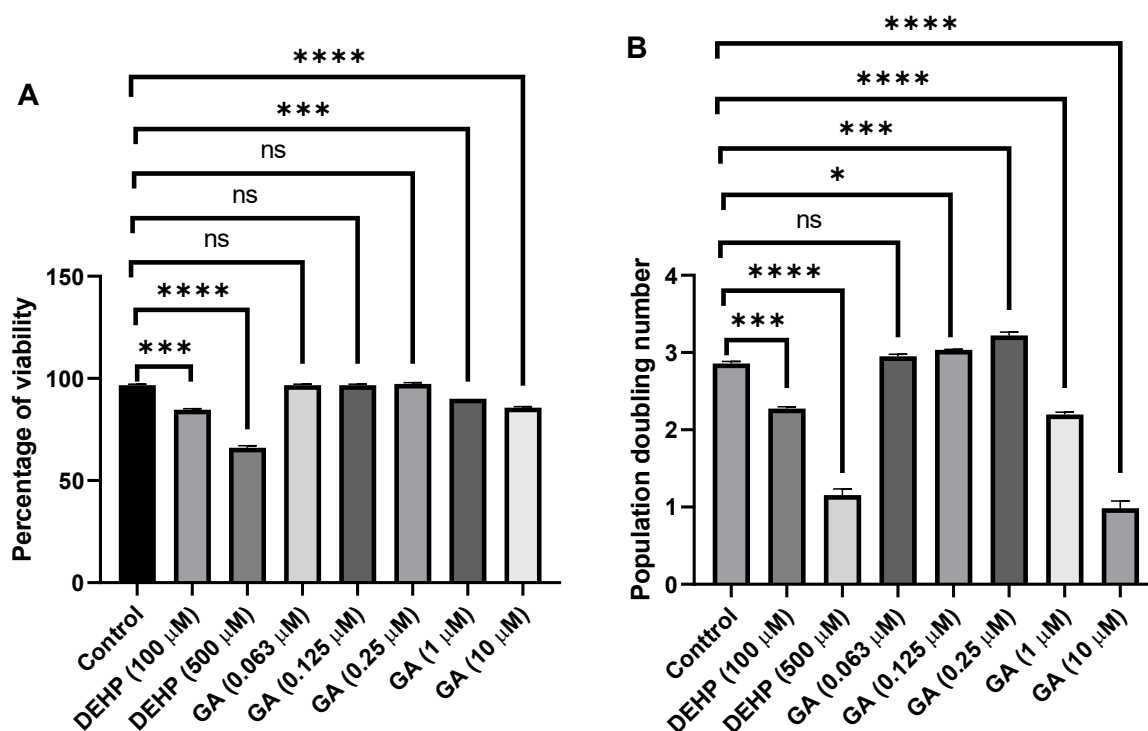 A
****
***
ns
ns
ns
****
***
Percentage of viability
150
100
50
0
Control
DEHP (100 μM)
DEHP (500 μM)
GA (0.063 μM)
GA (0.125 μM)
GA (0.25 μM)
GA (1 μM)
GA (10 μM)
B
****
****
***
*
ns
****
***
Population doubling number
4
3
2
1
0
Conttrol
DEHP (100 μM)
DEHP (500 μM)
GA (0.063 μM)
GA (0.125 μM)
GA (0.25 μM)
GA (1 μM)
GA (10 μM)